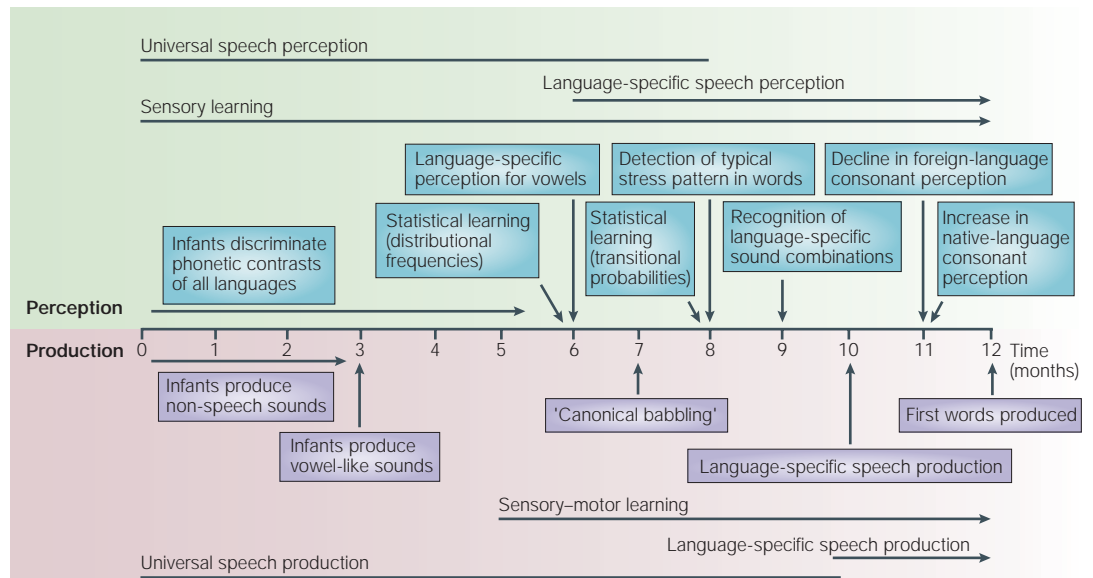 Universal speech perception
Language-specific speech perception
Sensory learning
Language-specific
perception for vowels
Detection of typical
stress pattern in words
Decline in foreign-language
consonant perception
Statistical learning
(distributional
frequencies)
Statistical
learning
(transitional
probabilities)
Recognition of
language-specific
sound combinations
Increase in
native-language
consonant
perception
Infants discriminate
phonetic contrasts
of all languages
Perception
Production
0 1 2 3 4 5 6 7 8 9 10 11 12 Time
(months)
Infants produce
non-speech sounds
Infants produce
vowel-like sounds
'Canonical babbling'
First words produced
Language-specific speech production
Sensory–motor learning
Language-specific speech production
Universal speech production